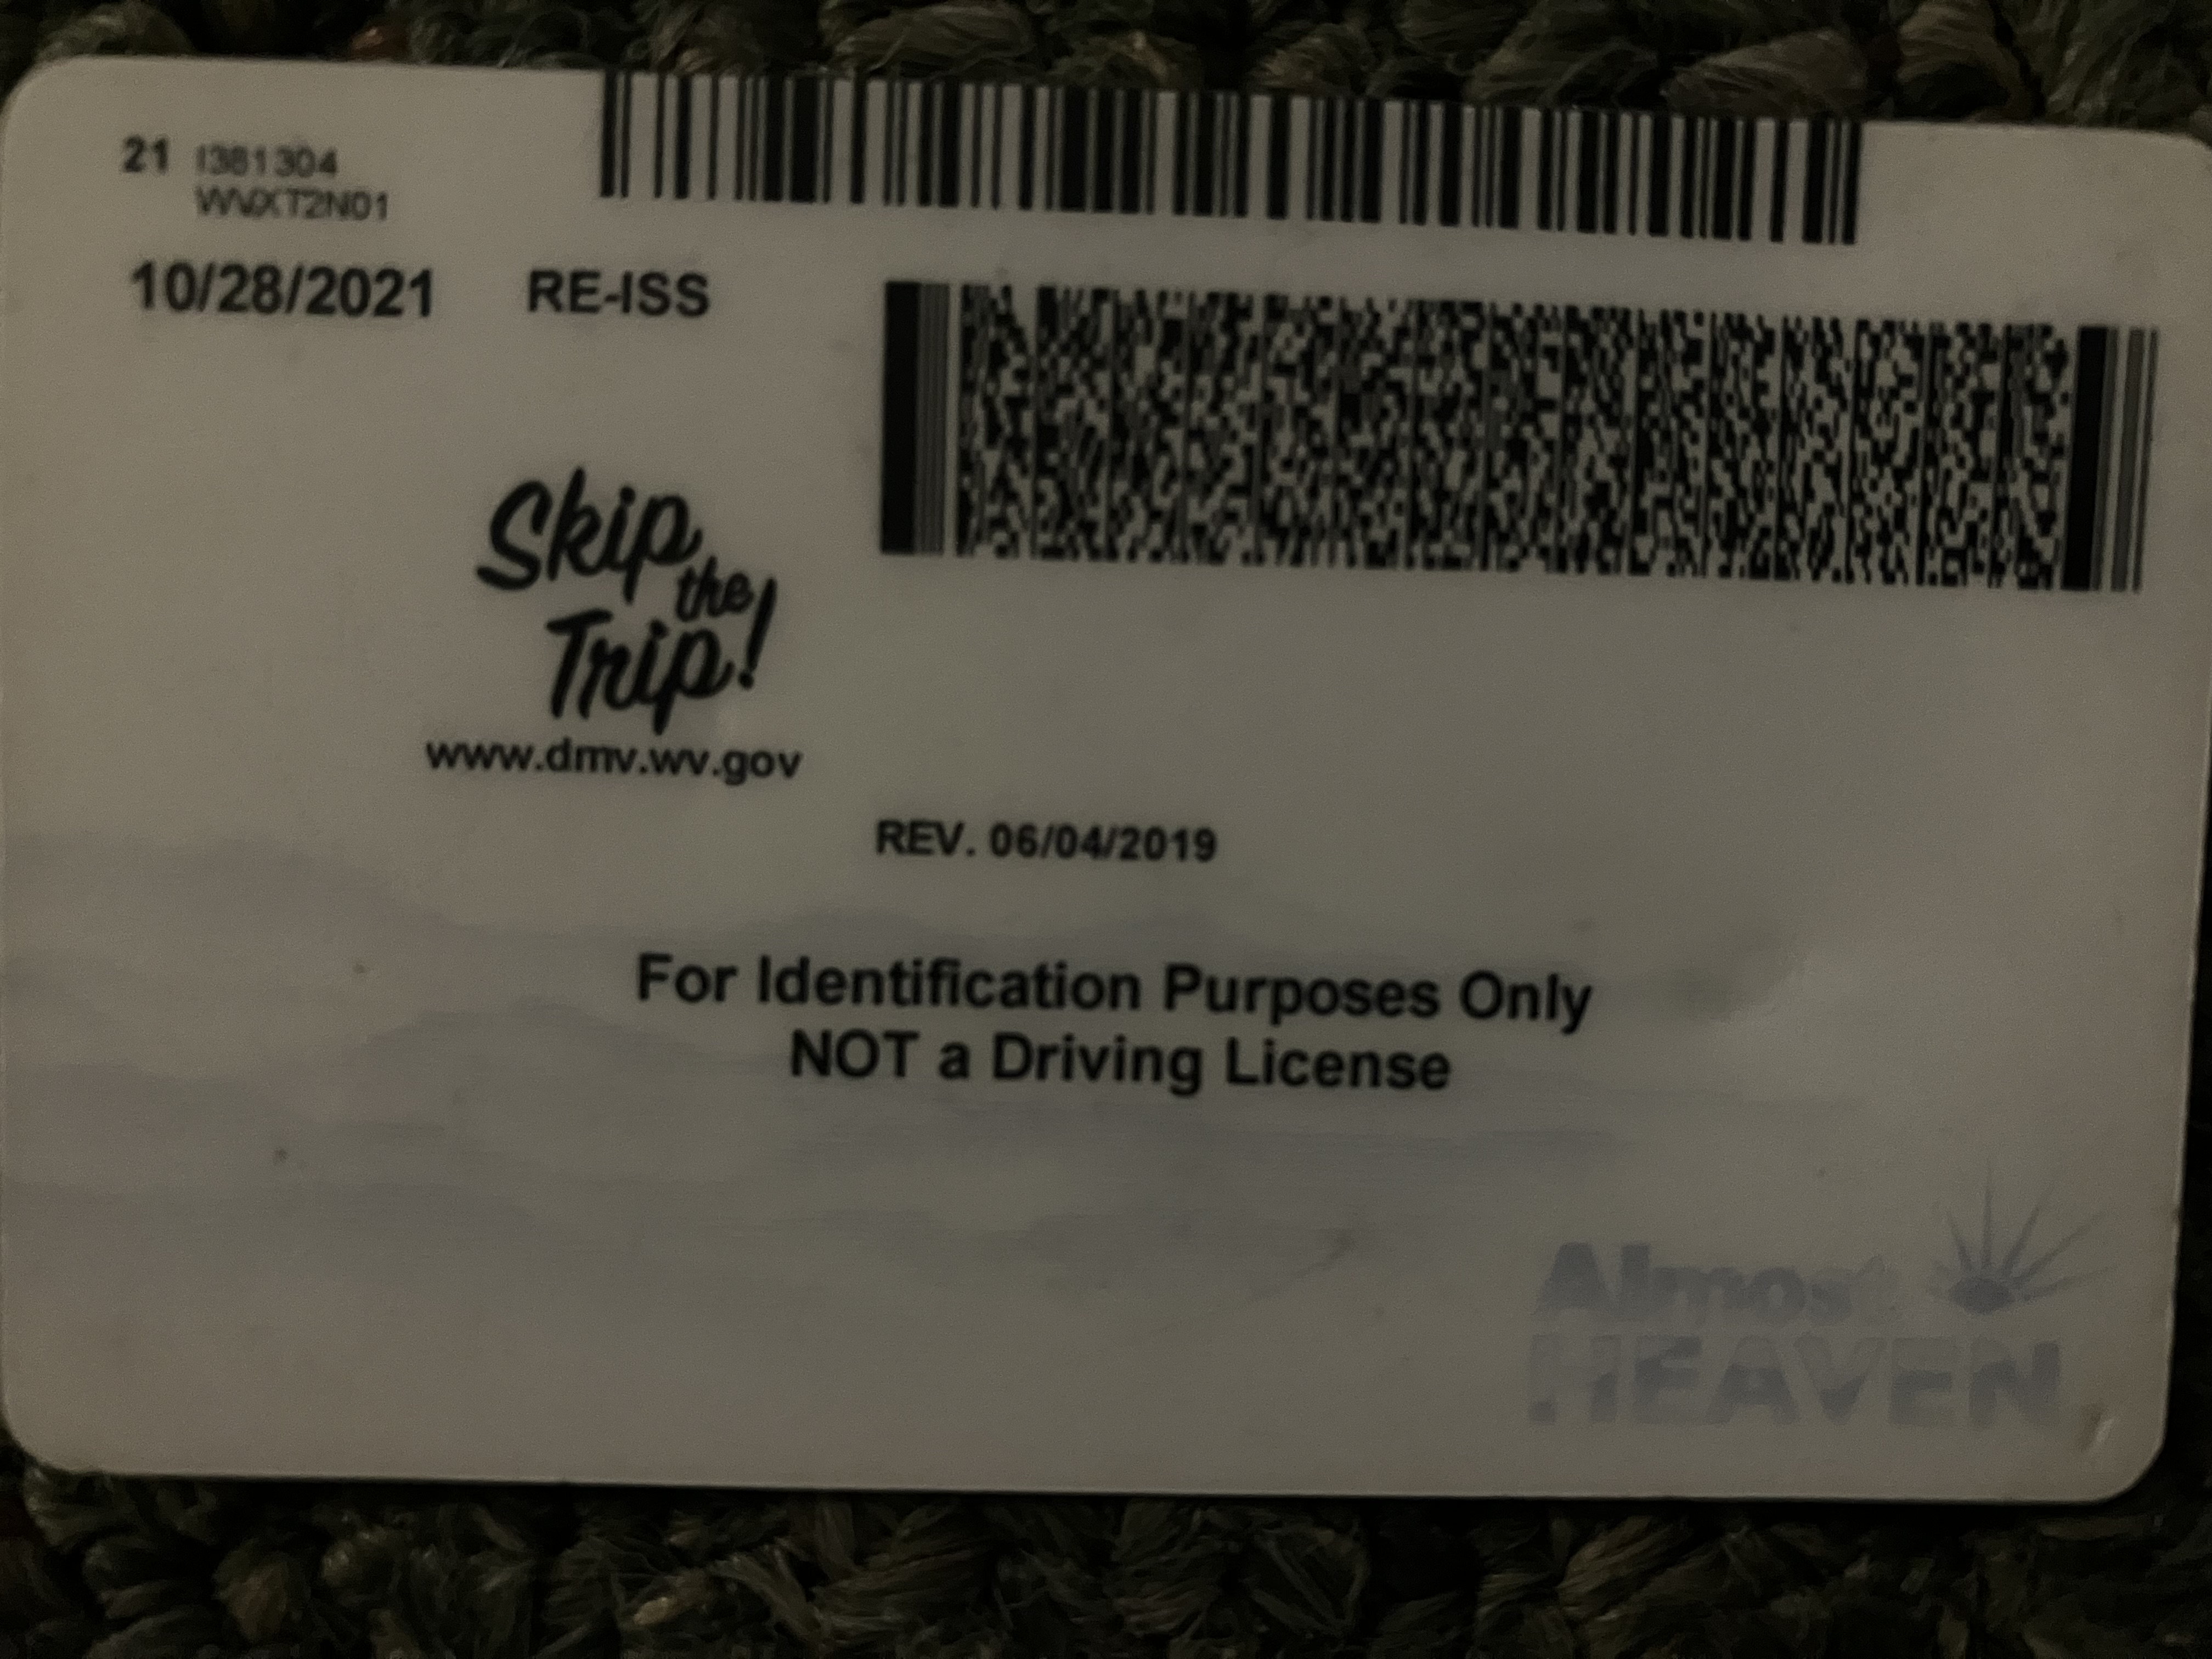 21 I381304
WVXT2N01
10/28/2021 RE-ISS
Skip
the
Trip!
www.dmv.wv.gov
REV. 06/04/2019
For Identification Purposes Only
NOT a Driving License
Almost
HEAVEN